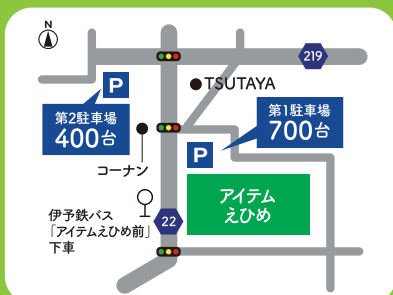 N
219
P
TSUTAYA
第2駐車場
400台
第1駐車場
700台
P
コーナン
アイテム
えひめ
伊予鉄バス
「アイテムえひめ前」
下車
22